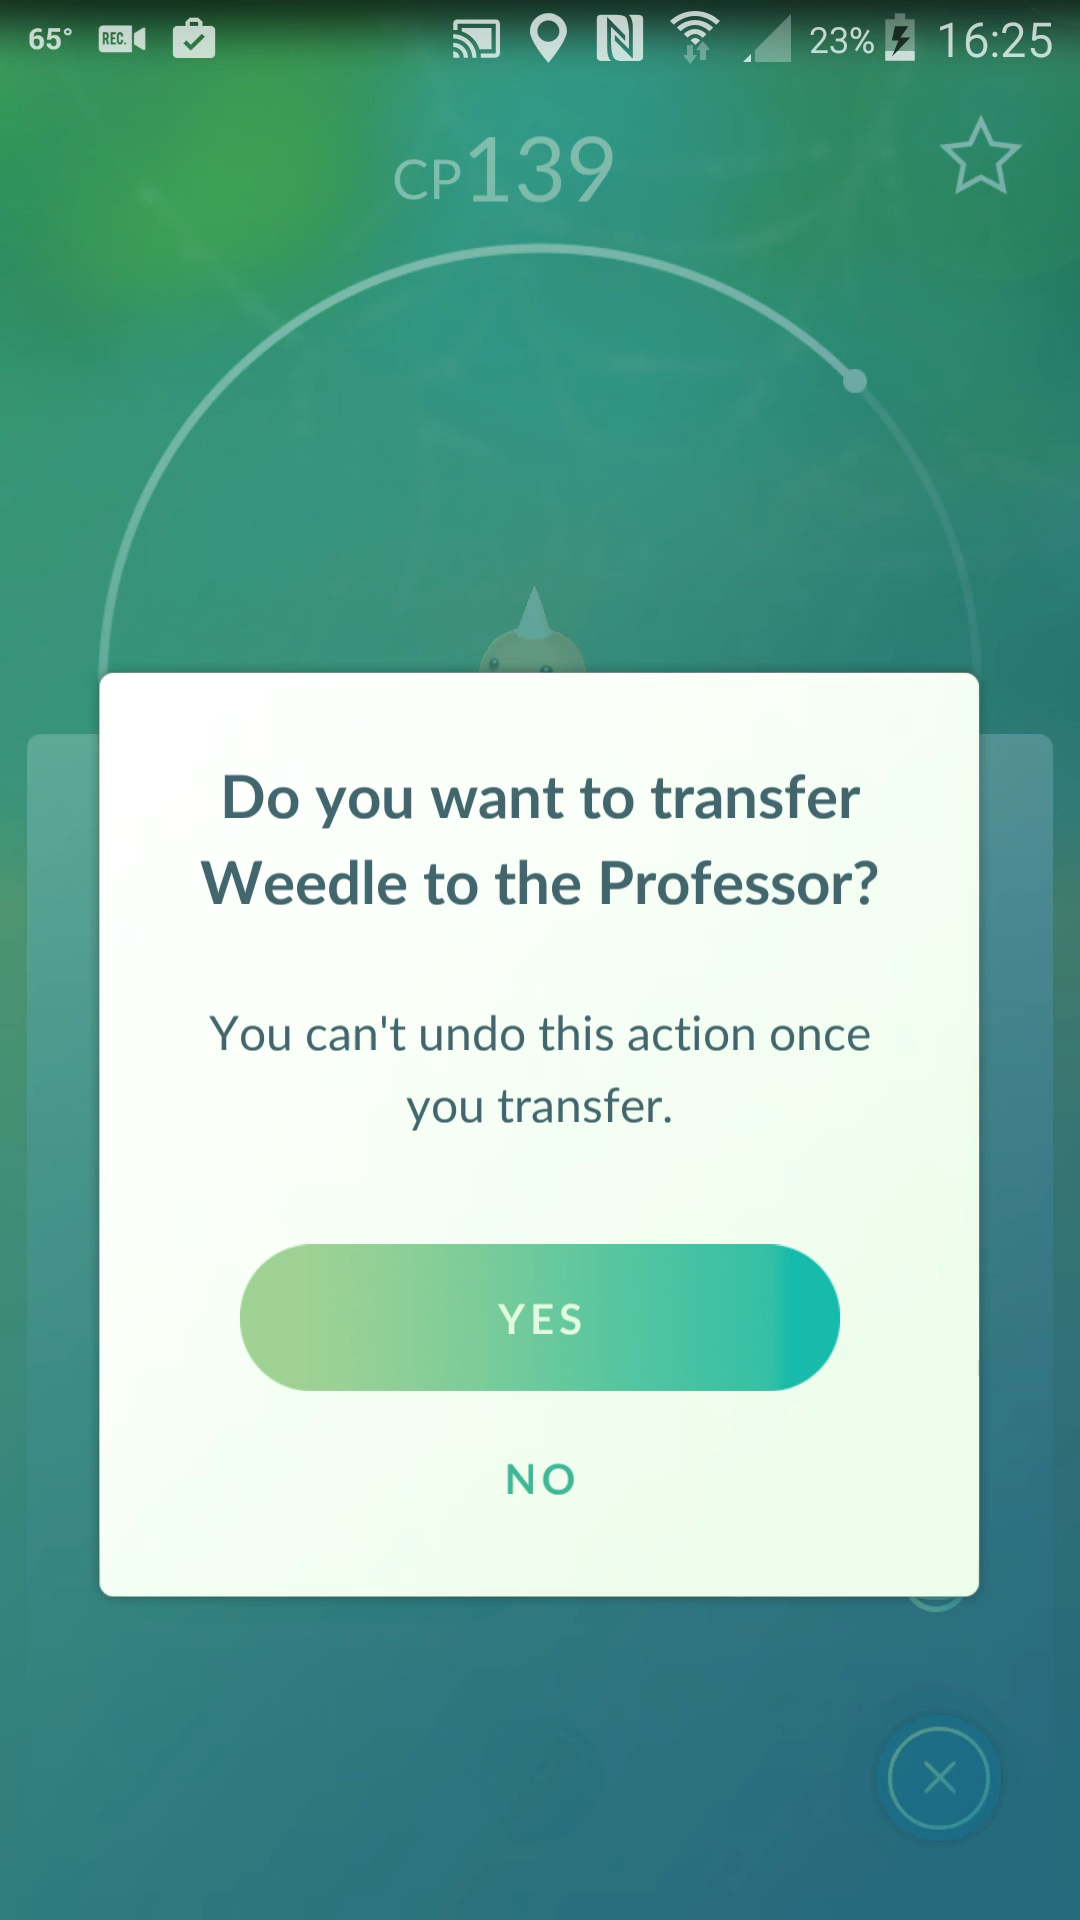 65° REC. 23% 16:25
CP139
Do you want to transfer
Weedle to the Professor?
You can't undo this action once
you transfer.
YES
NO